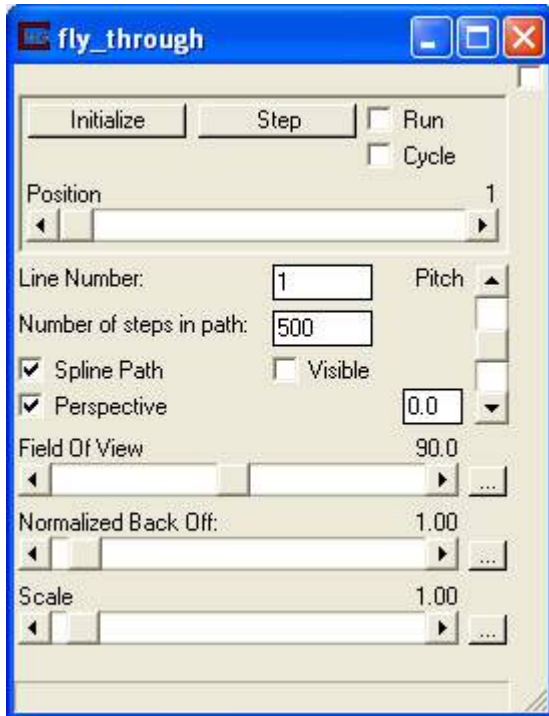 fly_through
Initialize Step Run
Cycle
Position 1
Line Number: 1 Pitch
Number of steps in path: 500
Spline Path Visible
Perspective 0.0
Field Of View 90.0
...
Normalized Back Off: 1.00
...
Scale 1.00
...